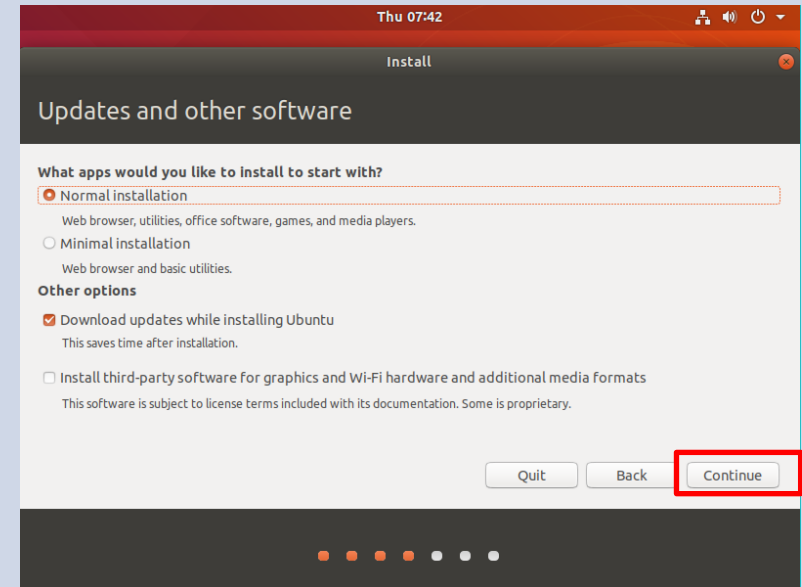 Thu 07:42
Install
Updates and other software
What apps would you like to install to start with?
Normal installation
Web browser, utilities, office software, games, and media players.
Minimal installation
Web browser and basic utilities.
Other options
Download updates while installing Ubuntu
This saves time after installation.
Install third-party software for graphics and Wi-Fi hardware and additional media formats
This software is subject to license terms included with its documentation. Some is proprietary.
Quit Back Continue